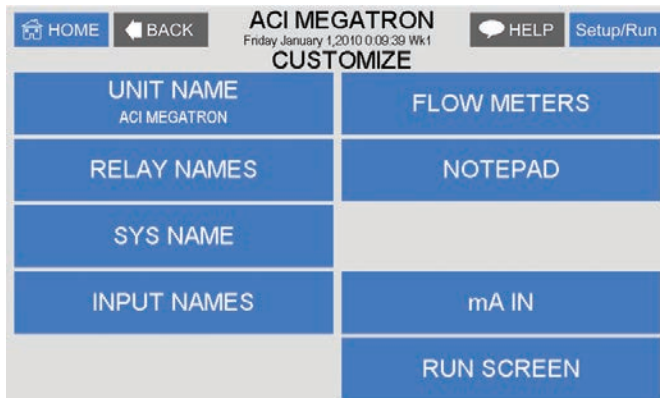 HOME
BACK
ACI MEGATRON
Friday January 1,2010 0:09:39 Wk1
CUSTOMIZE
HELP
Setup/Run
UNIT NAME
ACI MEGATRON
FLOW METERS
RELAY NAMES
NOTEPAD
SYS NAME
INPUT NAMES
mA IN
RUN SCREEN